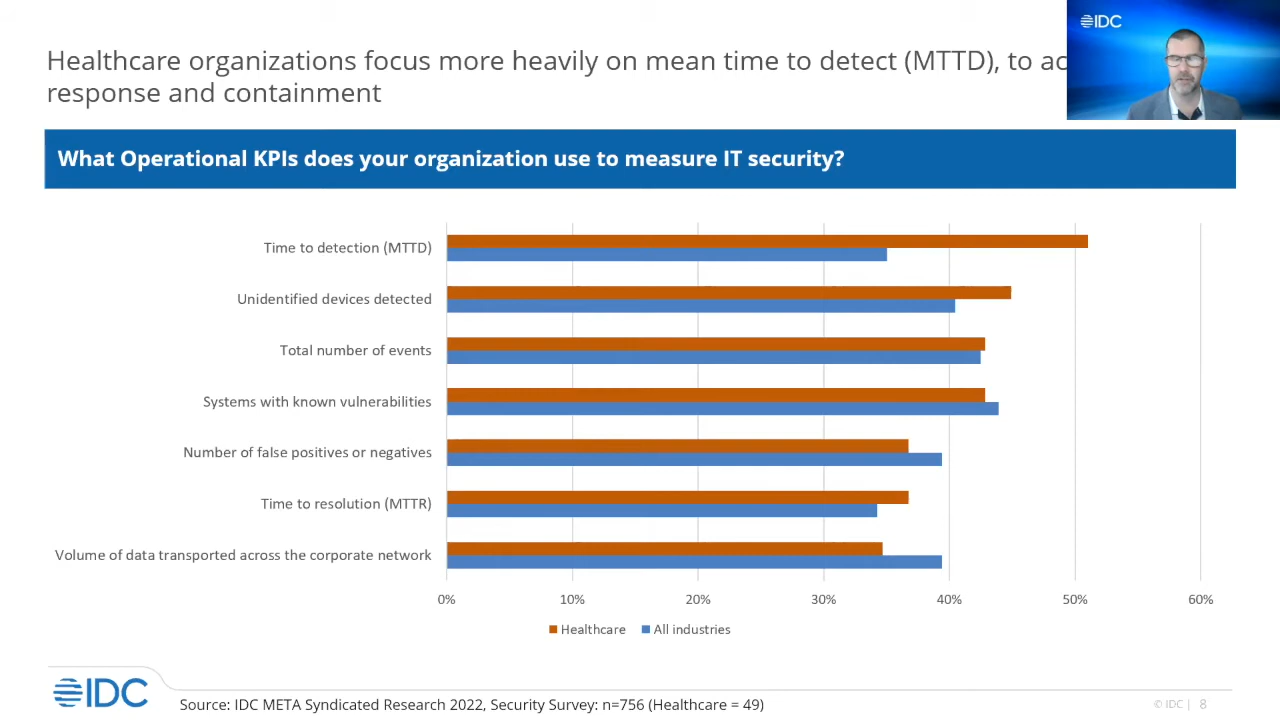 Healthcare organizations focus more heavily on mean time to detect (MTTD), to
response and containment
IDC
What Operational KPIs does your organization use to measure IT security?
Time to detection (MTTD)
Unidentified devices detected
Total number of events
Systems with known vulnerabilities
Number of false positives or negatives
Time to resolution (MTTR)
Volume of data transported across the corporate network
0% 10% 20% 30% 40% 50% 60%
Healthcare All industries
IDC
Source: IDC META Syndicated Research 2022, Security Survey: n=756 (Healthcare = 49)
© IDC | 8